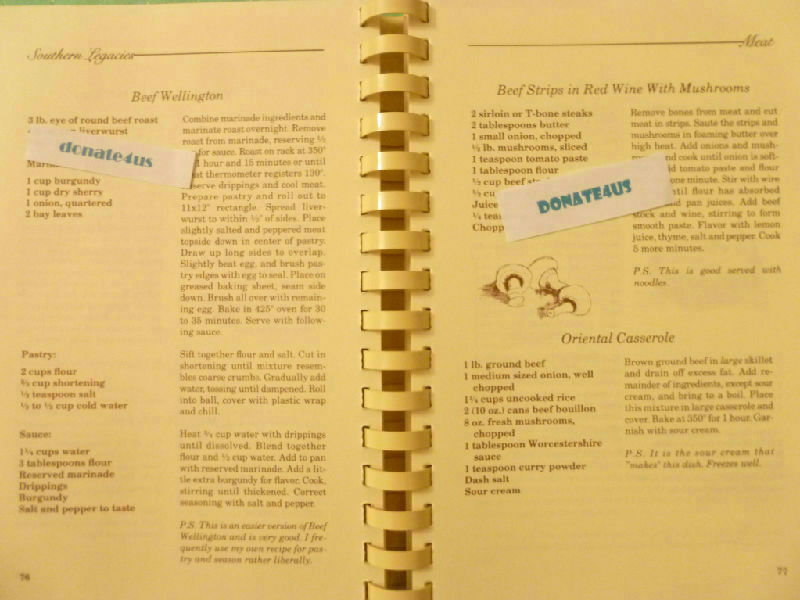 Southern Legacies
Beef Wellington
3 lb. eye of round beef roast
liverwurst
donate4us
1 cup burgundy
1 cup dry sherry
1 onion, quartered
2 bay leaves
Combine marinade ingredients and
marinate roast overnight. Remove
roast from marinade, reserving ½
for sauce. Roast on rack at 350°
1 hour and 15 minutes or until
thermometer registers 130°.
drippings and cool meat.
Prepare pastry and roll out to
11x12" rectangle. Spread liver-
wurst to within ½" of sides. Place
slightly salted and peppered meat
topside down in center of pastry.
Draw up long sides to overlap.
Slightly beat egg, and brush pas-
try edges with egg to seal. Place on
greased baking sheet, seam side
down. Brush all over with remain-
ing egg. Bake in 425° oven for 30
to 35 minutes. Serve with follow-
ing sauce.
Pastry:
2 cups flour
⅔ cup shortening
½ teaspoon salt
⅓ to ½ cup cold water
Sift together flour and salt. Cut in
shortening until mixture resem-
bles coarse crumbs. Gradually add
water, tossing until dampened. Roll
into ball, cover with plastic wrap
and chill.
Sauce:
1¼ cups water
3 tablespoons flour
Reserved marinade
Drippings
Burgundy
Salt and pepper to taste
Heat ¾ cup water with drippings
until dissolved. Blend together
flour and ½ cup water. Add to pan
with reserved marinade. Add a lit-
tle extra burgundy for flavor. Cook,
stirring until thickened. Correct
seasoning with salt and pepper.
P.S. This is an easier version of Beef
Wellington and is very good. I fre-
quently use my own recipe for pas-
try and season rather liberally.
76
Meat
Beef Strips in Red Wine With Mushrooms
2 sirloin or T-bone steaks
2 tablespoons butter
1 small onion, chopped
½ lb. mushrooms, sliced
1 teaspoon tomato paste
1 tablespoon flour
½ cup beef
Juice
¼
Chopp
DONATE4US
Remove bones from meat and cut
meat in strips. Saute the strips and
mushrooms in foaming butter over
high heat. Add onions and mush-
and cook until onion is soft-
tomato paste and flour
one minute. Stir with wire
until flour has absorbed
and pan juices. Add beef
stock and wine, stirring to form
smooth paste. Flavor with lemon
juice, thyme, salt and pepper. Cook
5 more minutes.
P.S. This is good served with
noodles.
Oriental Casserole
1 lb. ground beef
1 medium sized onion, well
chopped
1¼ cups uncooked rice
2 (10 oz.) cans beef bouillon
8 oz. fresh mushrooms,
chopped
1 tablespoon Worcestershire
sauce
1 teaspoon curry powder
Dash salt
Sour cream
Brown ground beef in large skillet
and drain off excess fat. Add re-
mainder of ingredients, except sour
cream, and bring to a boil. Place
this mixture in large casserole and
cover. Bake at 350° for 1 hour. Gar-
nish with sour cream.
P.S. It is the sour cream that
"makes" this dish. Freezes well.
77